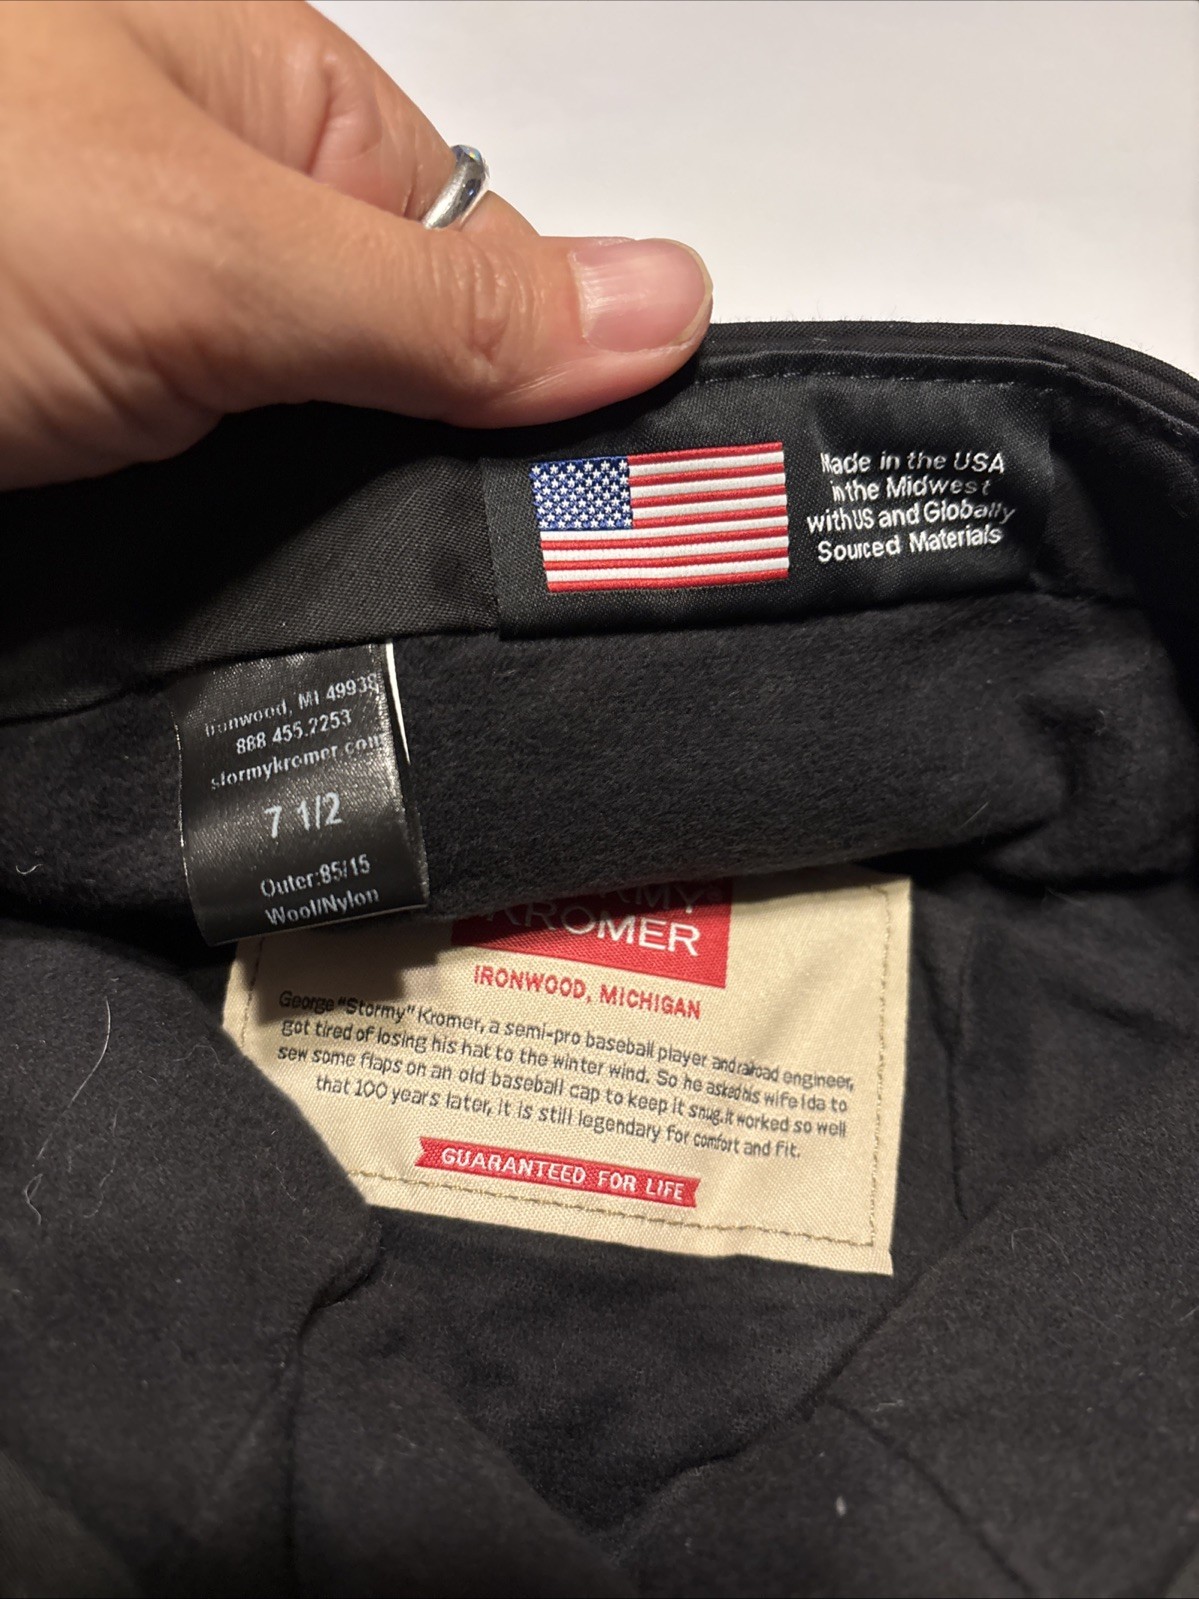 Made in the USA
in the Midwest
with US and Globally
Sourced Materials
Ironwood, MI 49938
888 455.2253
stormykromer.com
7 1/2
Outer:85/15
Wool/Nylon
KROMER
IRONWOOD, MICHIGAN
George "Stormy" Kromer, a semi-pro baseball player and railroad engineer,
got tired of losing his hat to the winter wind. So he asked his wife Ida to
sew some flaps on an old baseball cap to keep it snug. it worked so well
that 100 years later, it is still legendary for comfort and fit.
GUARANTEED FOR LIFE